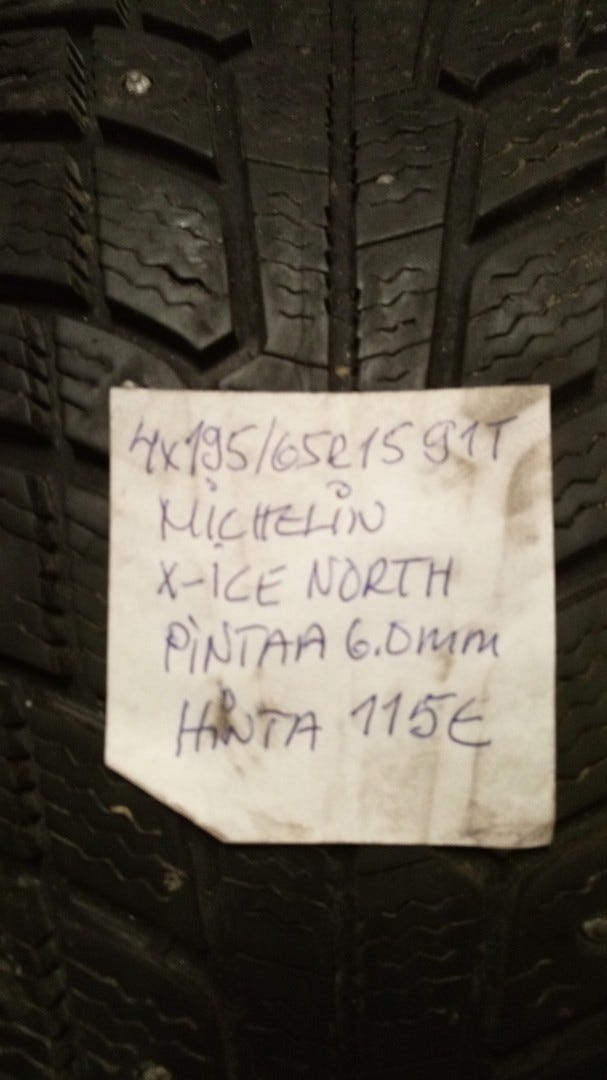 4x195/65R15 91T
MICHELIN
X-ICE NORTH
PINTAA 6.0mm
HINTA 115€